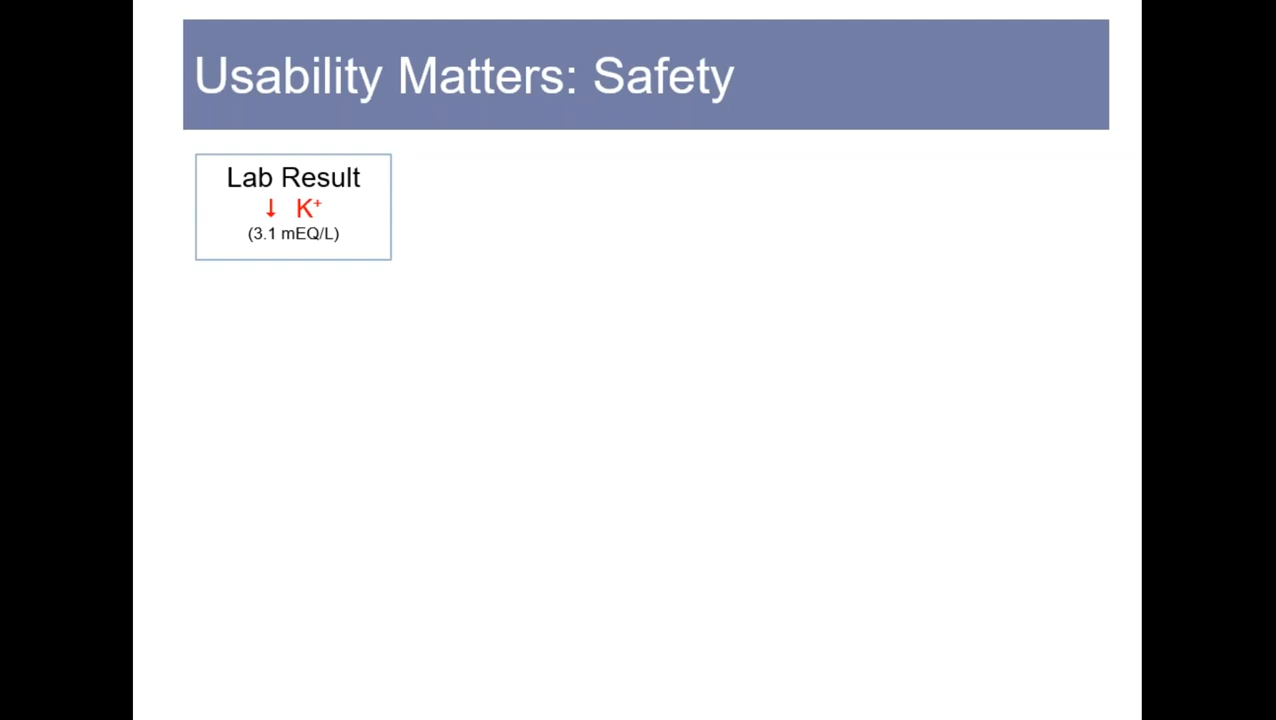 Usability Matters: Safety
Lab Result
↓ K⁺
(3.1 mEQ/L)